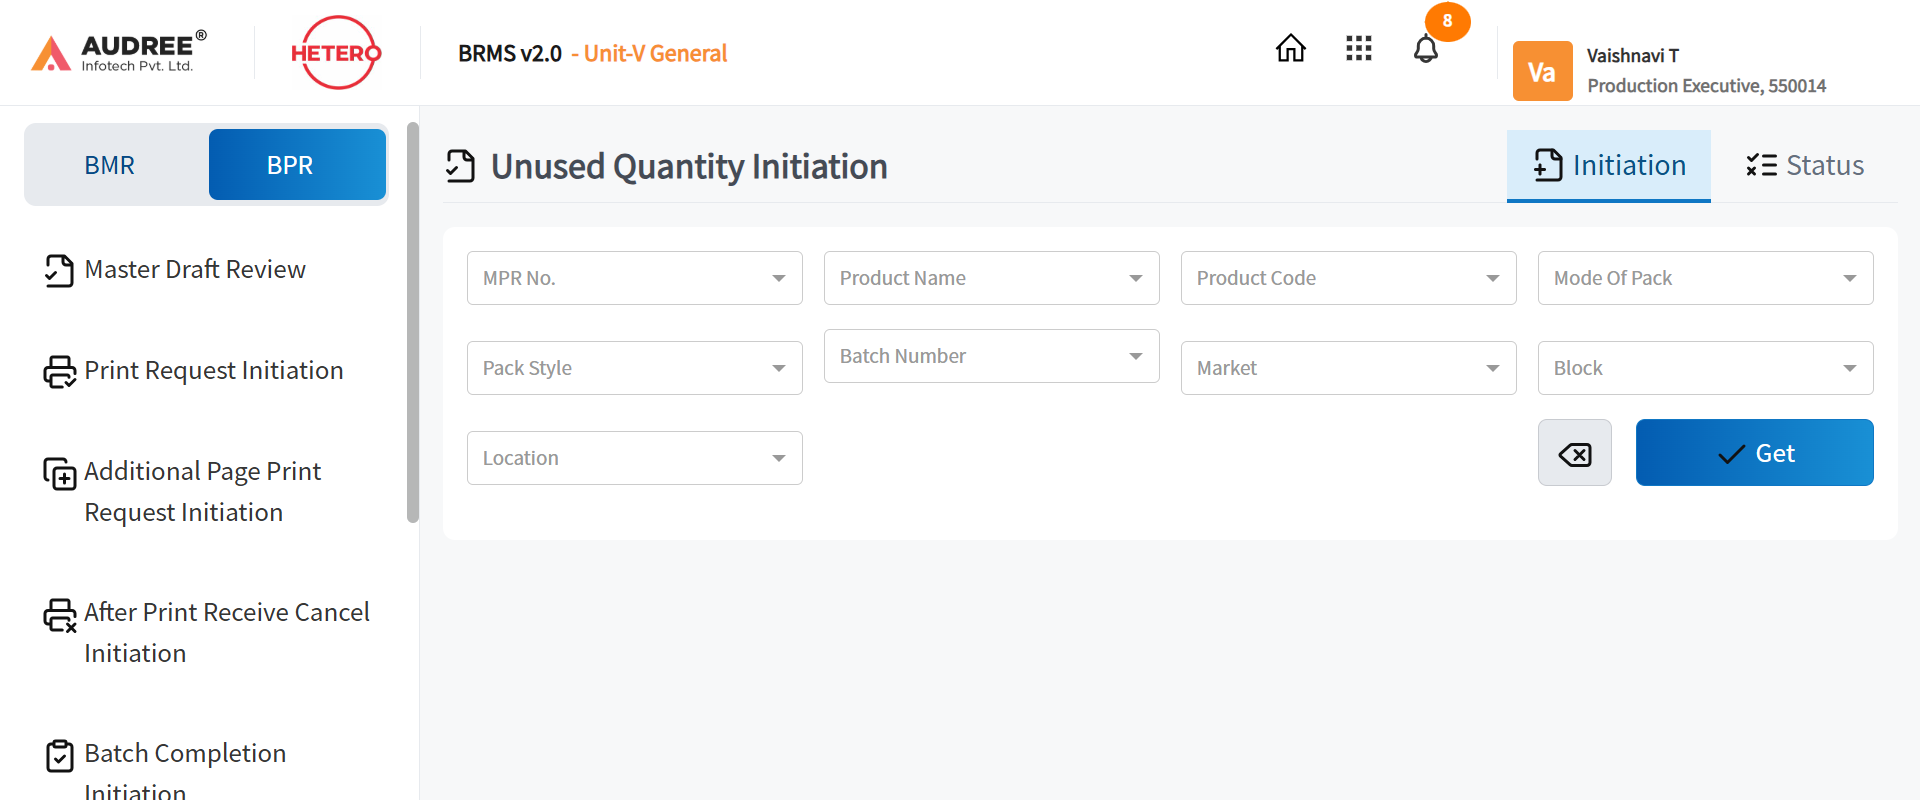 AUDREE®
Infotech Pvt. Ltd.
HETERO
BRMS v2.0 - Unit-V General
8
Va
Vaishnavi T
Production Executive, 550014
BMR
BPR
Master Draft Review
Print Request Initiation
Additional Page Print
Request Initiation
After Print Receive Cancel
Initiation
Batch Completion
Initiation
Unused Quantity Initiation
Initiation
Status
MPR No.
Product Name
Product Code
Mode Of Pack
Pack Style
Batch Number
Market
Block
Location
Get